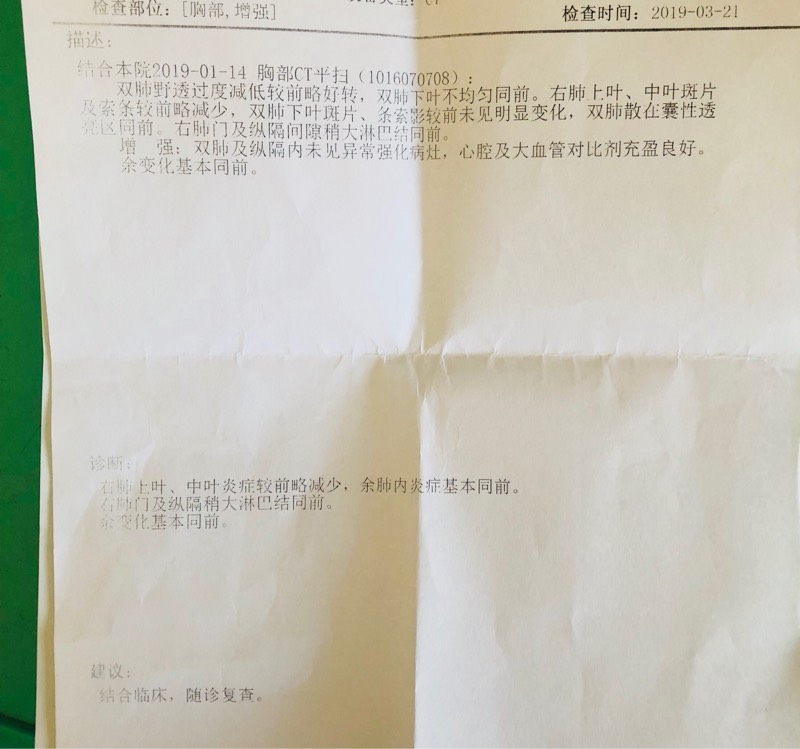 检查部位：[胸部,增强]
检查时间：2019-03-21
描述：
结合本院2019-01-14 胸部CT平扫（1016070708）：
双肺野透过度减低较前略好转，双肺下叶不均匀同前。右肺上叶、中叶斑片
及索条较前略减少，双肺下叶斑片、条索影较前未见明显变化，双肺散在囊性透
亮区同前。右肺门及纵隔间隙稍大淋巴结同前。
增 强：双肺及纵隔内未见异常强化病灶，心腔及大血管对比剂充盈良好。
余变化基本同前。
诊断：
右肺上叶、中叶炎症较前略减少，余肺内炎症基本同前。
右肺门及纵隔稍大淋巴结同前。
余变化基本同前。
建议：
结合临床，随诊复查。